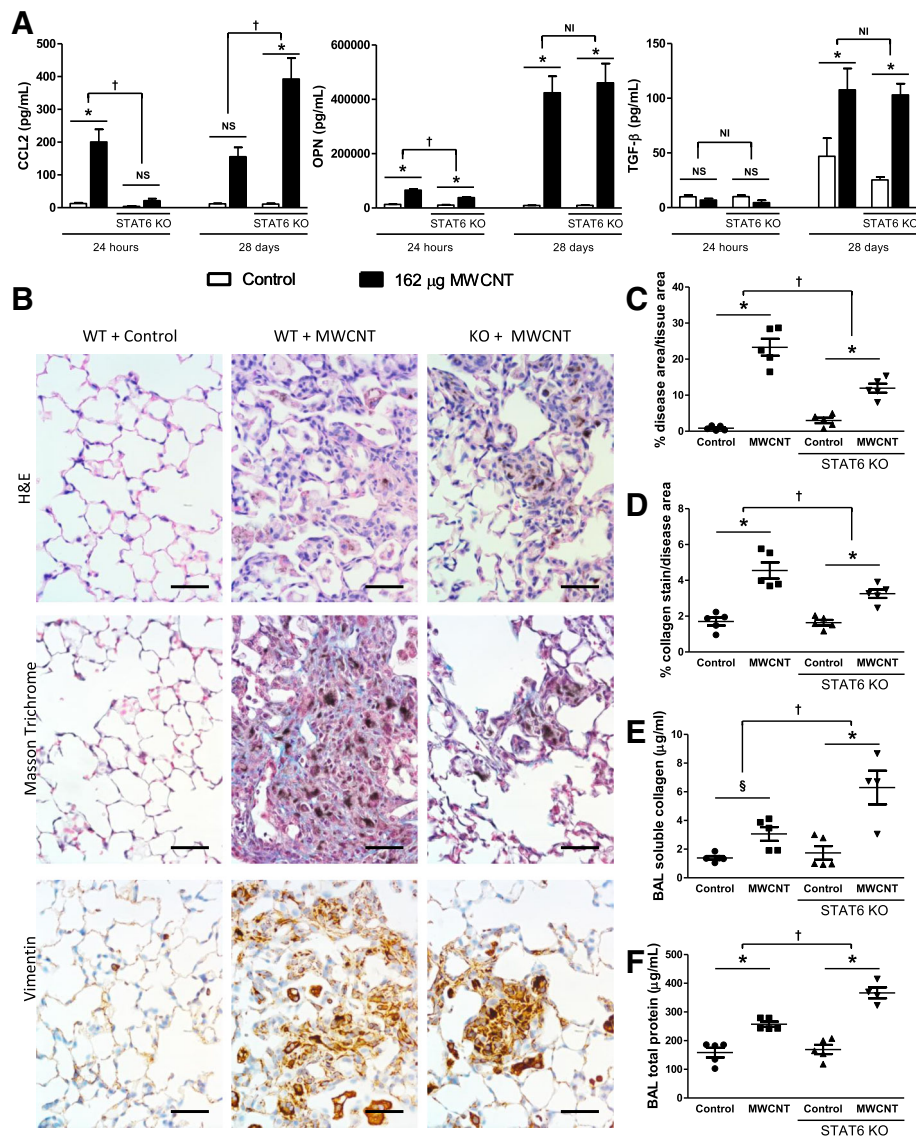 A
CCL2 (pg/mL)
500
400
300
200
100
0
*
†
NS
NS
†
*
STAT6 KO
STAT6 KO
24 hours
28 days
OPN (pg/mL)
600000
400000
200000
0
*
†
*
NI
*
*
STAT6 KO
STAT6 KO
24 hours
28 days
TGF-β (pg/mL)
150
100
50
0
NI
NS
NS
NI
*
*
STAT6 KO
STAT6 KO
24 hours
28 days
Control
162 µg MWCNT
B
WT + Control
WT + MWCNT
KO + MWCNT
H&E
Masson Trichrome
Vimentin
C
% disease area/tissue area
40
30
20
10
0
*
†
*
Control
MWCNT
Control
MWCNT
STAT6 KO
D
% collagen stain/disease area
8
6
4
2
0
*
†
*
Control
MWCNT
Control
MWCNT
STAT6 KO
E
BAL soluble collagen (µg/ml)
10
8
6
4
2
0
§
†
*
Control
MWCNT
Control
MWCNT
STAT6 KO
F
BAL total protein (µg/mL)
500
400
300
200
100
0
*
†
*
Control
MWCNT
Control
MWCNT
STAT6 KO